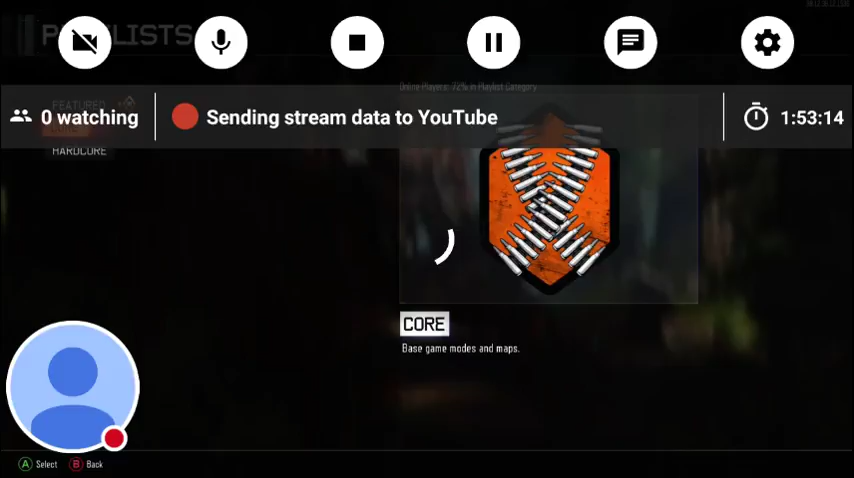 PLAYLISTS
Online Players: 72% in Playlist Category
FEATURED
0 watching
Sending stream data to YouTube
1:53:14
CORE
HARDCORE
CORE
Base game modes and maps.
A Select
B Back